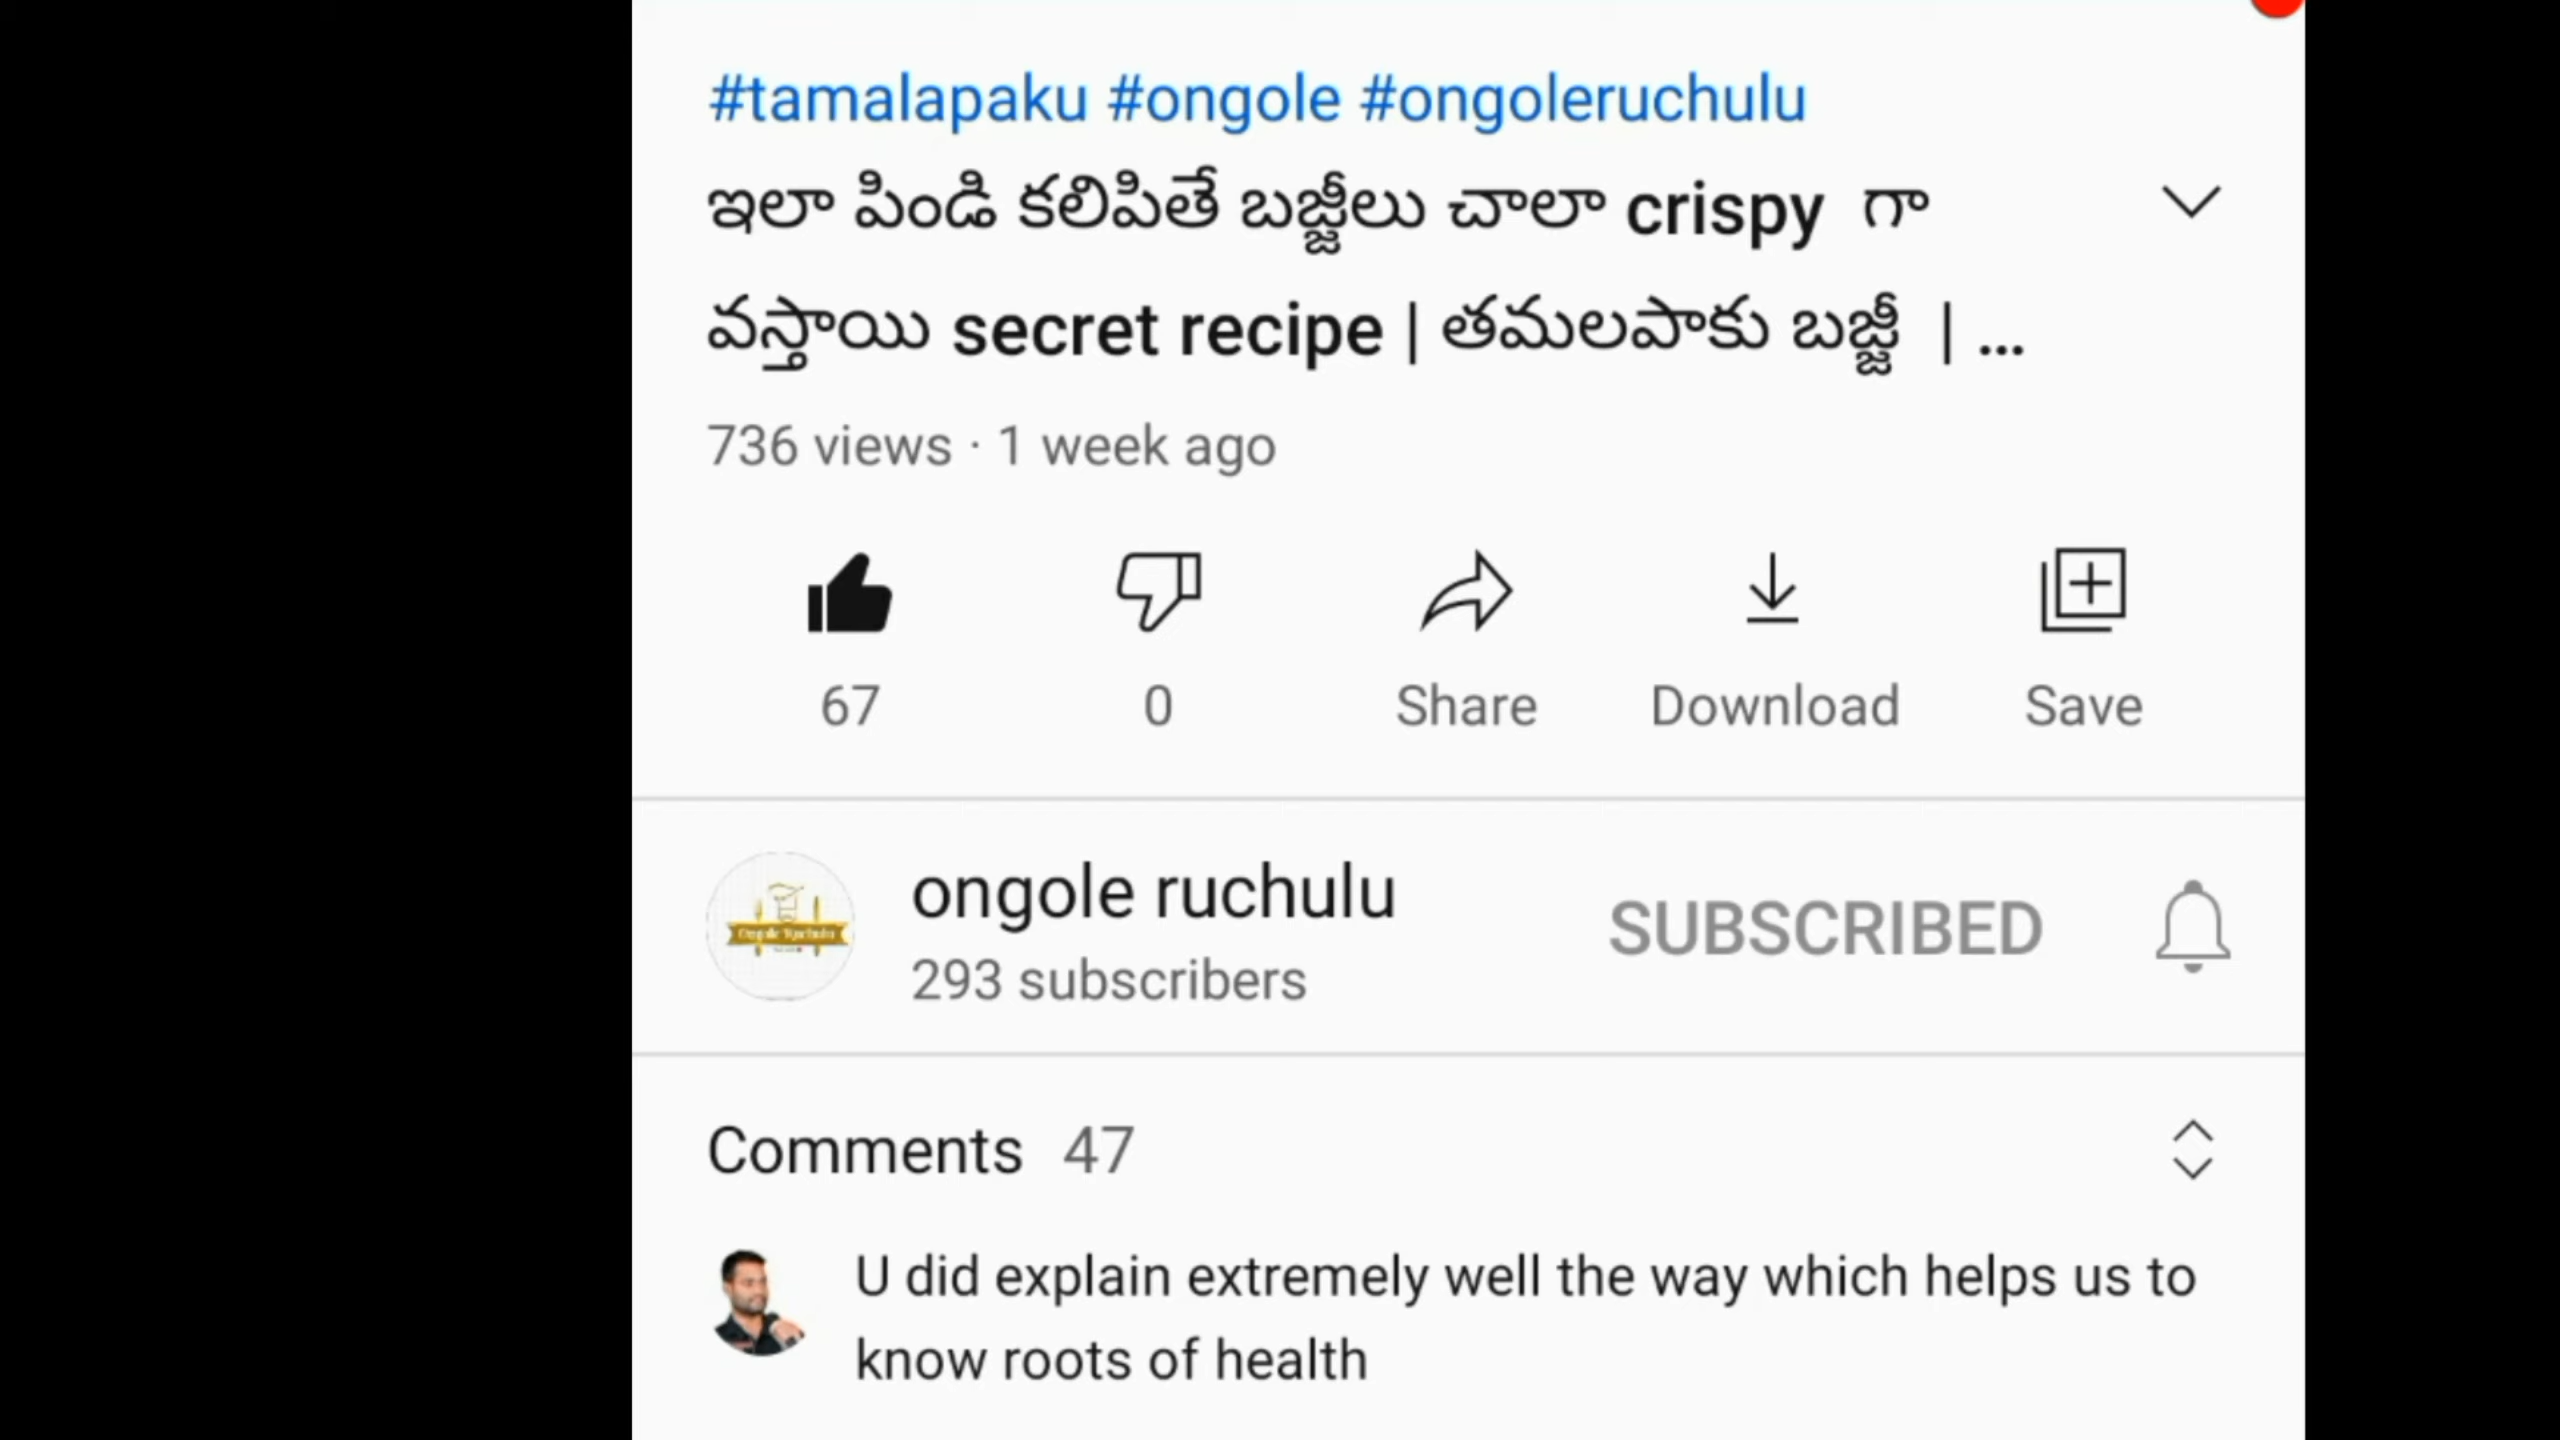 #tamalapaku #ongole #ongoleruchulu
ఇలా పిండి కలిపితే బజ్జీలు చాలా crispy గా
వస్తాయి secret recipe | తమలపాకు బజ్జీ | ...
736 views · 1 week ago
67 0 Share Download Save
Ongole Ruchulu
ongole ruchulu
SUBSCRIBED
293 subscribers
Comments 47
U did explain extremely well the way which helps us to
know roots of health